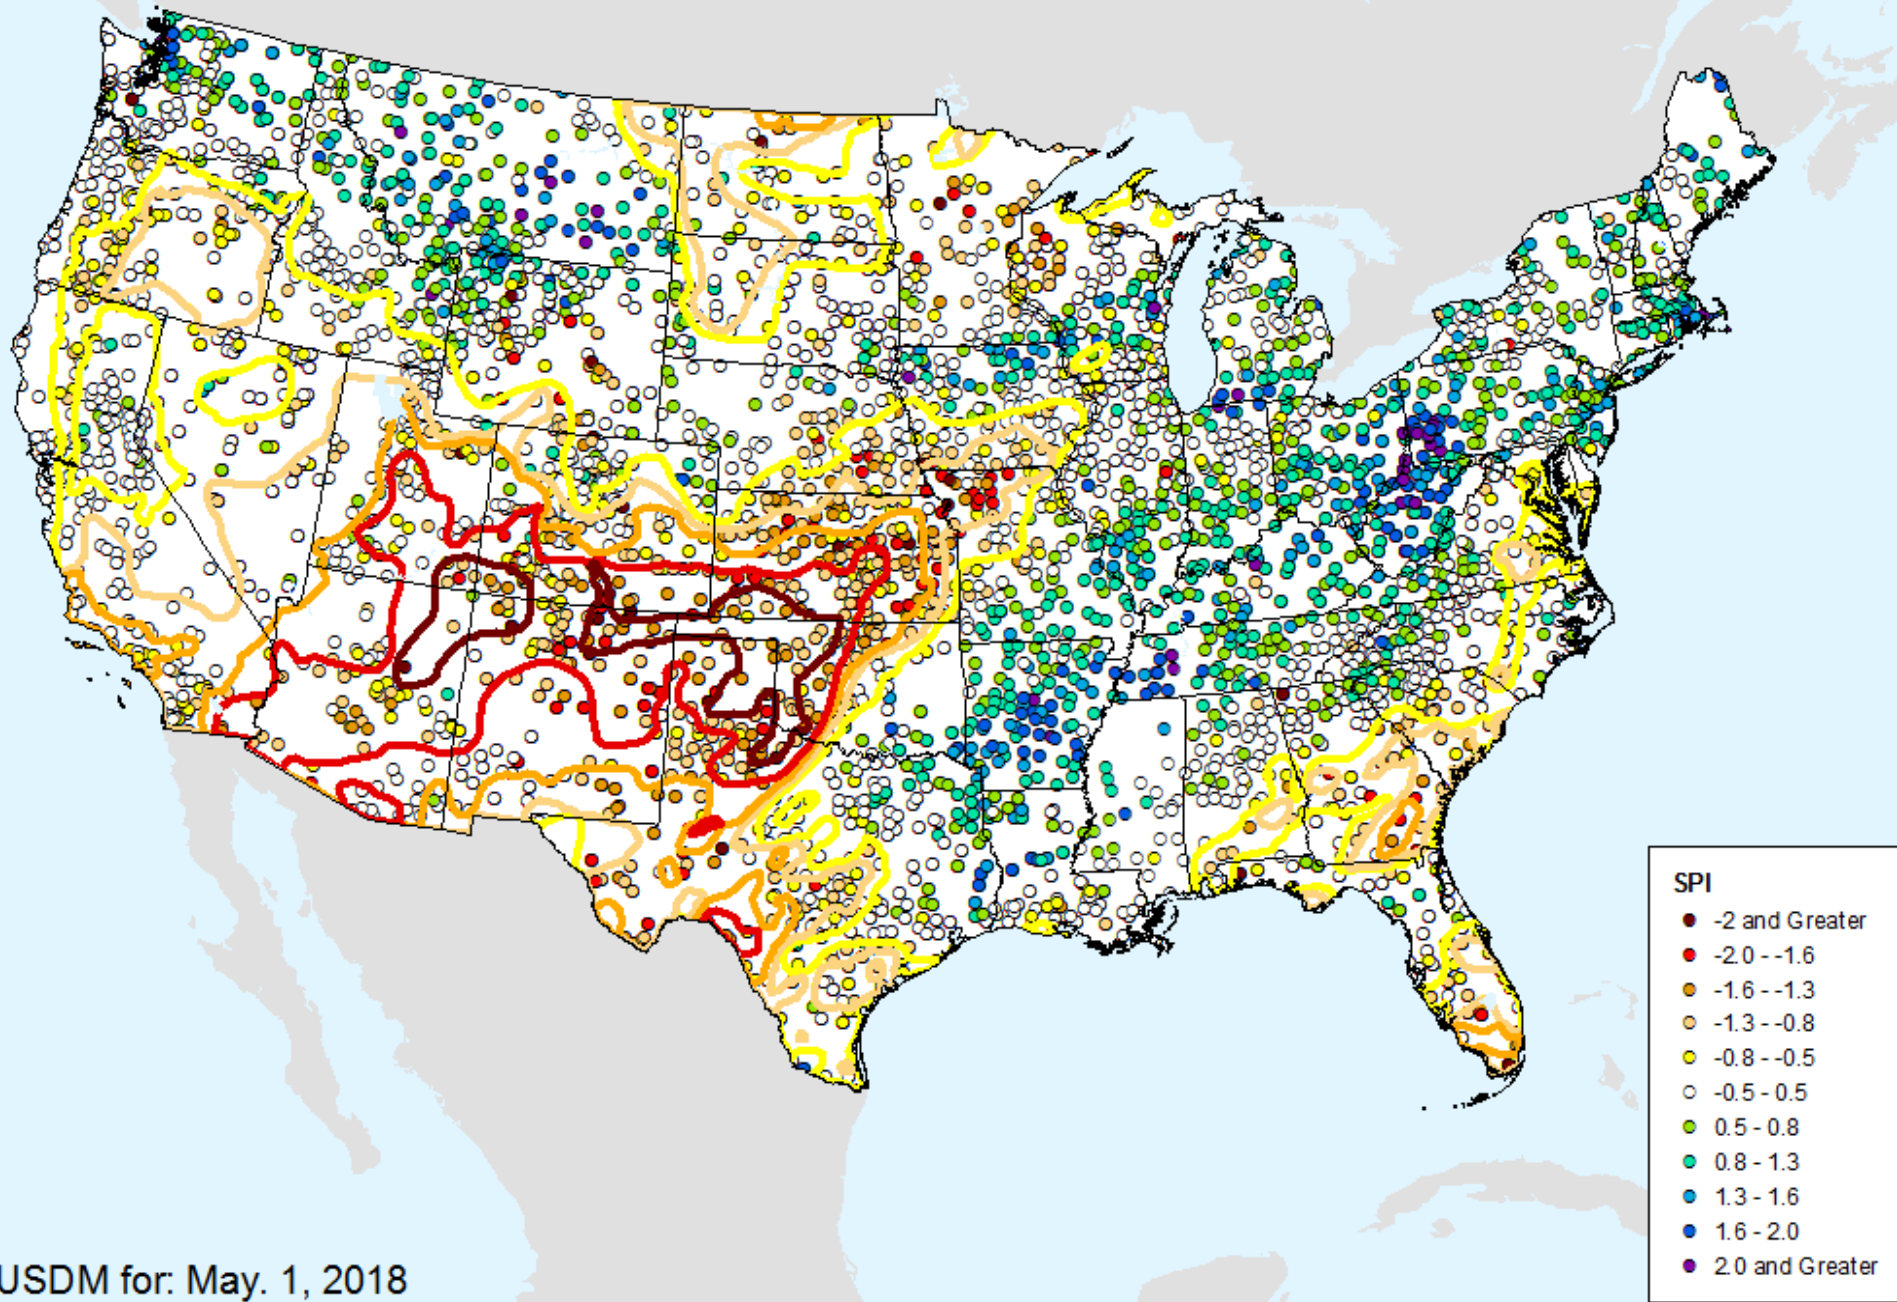 SPI
-2 and Greater
-2.0 - -1.6
-1.6 - -1.3
-1.3 - -0.8
-0.8 - -0.5
-0.5 - 0.5
0.5 - 0.8
0.8 - 1.3
1.3 - 1.6
1.6 - 2.0
2.0 and Greater
USDM for: May. 1, 2018